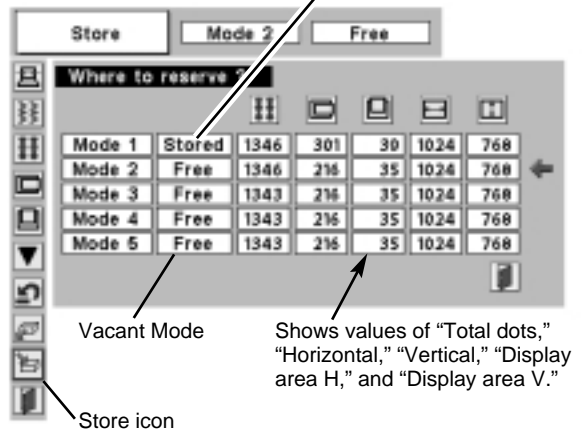 Store Mode 2 Free
Where to reserve ?
Mode 1 Stored 1346 301 30 1024 768
Mode 2 Free 1346 216 35 1024 768
Mode 3 Free 1343 216 35 1024 768
Mode 4 Free 1343 216 35 1024 768
Mode 5 Free 1343 216 35 1024 768
Vacant Mode
Shows values of “Total dots,”
“Horizontal,” “Vertical,” “Display
area H,” and “Display area V.”
Store icon